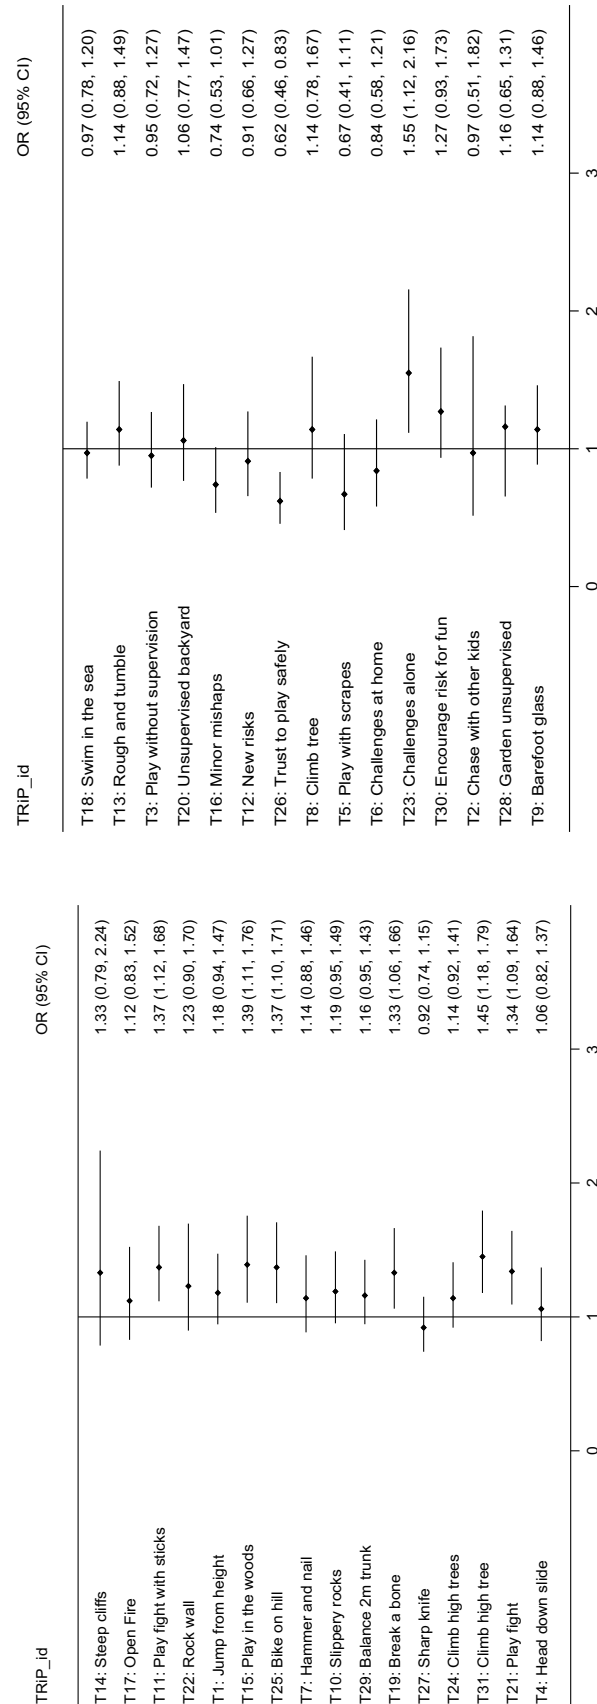 TRiP_id OR (95% CI)
T14: Steep cliffs 1.33 (0.79, 2.24)
T17: Open Fire 1.12 (0.83, 1.52)
T11: Play fight with sticks 1.37 (1.12, 1.68)
T22: Rock wall 1.23 (0.90, 1.70)
T1: Jump from height 1.18 (0.94, 1.47)
T15: Play in the woods 1.39 (1.11, 1.76)
T25: Bike on hill 1.37 (1.10, 1.71)
T7: Hammer and nail 1.14 (0.88, 1.46)
T10: Slippery rocks 1.19 (0.95, 1.49)
T29: Balance 2m trunk 1.16 (0.95, 1.43)
T19: Break a bone 1.33 (1.06, 1.66)
T27: Sharp knife 0.92 (0.74, 1.15)
T24: Climb high trees 1.14 (0.92, 1.41)
T31: Climb high tree 1.45 (1.18, 1.79)
T21: Play fight 1.34 (1.09, 1.64)
T4: Head down slide 1.06 (0.82, 1.37)
0 1 2 3
TRiP_id OR (95% CI)
T18: Swim in the sea 0.97 (0.78, 1.20)
T13: Rough and tumble 1.14 (0.88, 1.49)
T3: Play without supervision 0.95 (0.72, 1.27)
T20: Unsupervised backyard 1.06 (0.77, 1.47)
T16: Minor mishaps 0.74 (0.53, 1.01)
T12: New risks 0.91 (0.66, 1.27)
T26: Trust to play safely 0.62 (0.46, 0.83)
T8: Climb tree 1.14 (0.78, 1.67)
T5: Play with scrapes 0.67 (0.41, 1.11)
T6: Challenges at home 0.84 (0.58, 1.21)
T23: Challenges alone 1.55 (1.12, 2.16)
T30: Encourage risk for fun 1.27 (0.93, 1.73)
T2: Chase with other kids 0.97 (0.51, 1.82)
T28: Garden unsupervised 1.16 (0.65, 1.31)
T9: Barefoot glass 1.14 (0.88, 1.46)
0 1 2 3